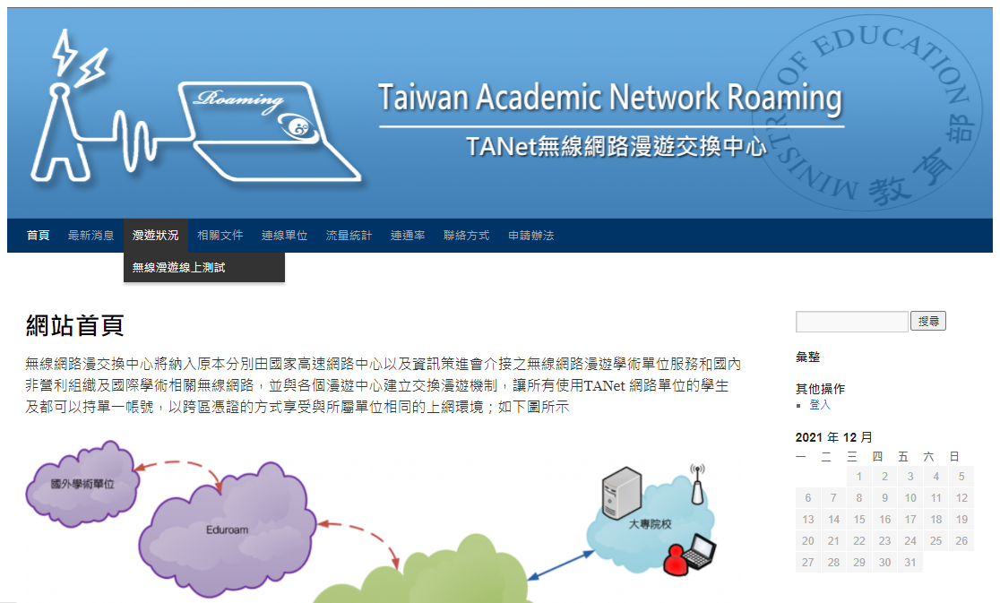 Roaming
Taiwan Academic Network Roaming
TANet無線網路漫遊交換中心
MINISTRY OF EDUCATION
教育部
首頁 最新消息 漫遊狀況 相關文件 連線單位 流量統計 連通率 聯絡方式 申請辦法
無線漫遊線上測試
網站首頁
無線網路漫交換中心將納入原本分別由國家高速網路中心以及資訊策進會介接之無線網路漫遊學術單位服務和國內
非營利組織及國際學術相關無線網路，並與各個漫遊中心建立交換漫遊機制，讓所有使用TANet 網路單位的學生
及都可以持單一帳號，以跨區憑證的方式享受與所屬單位相同的上網環境；如下圖所示
國外學術單位
Eduroam
大專院校
搜尋
彙整
其他操作
登入
2021 年 12 月
一 二 三 四 五 六 日
1 2 3 4 5
6 7 8 9 10 11 12
13 14 15 16 17 18 19
20 21 22 23 24 25 26
27 28 29 30 31